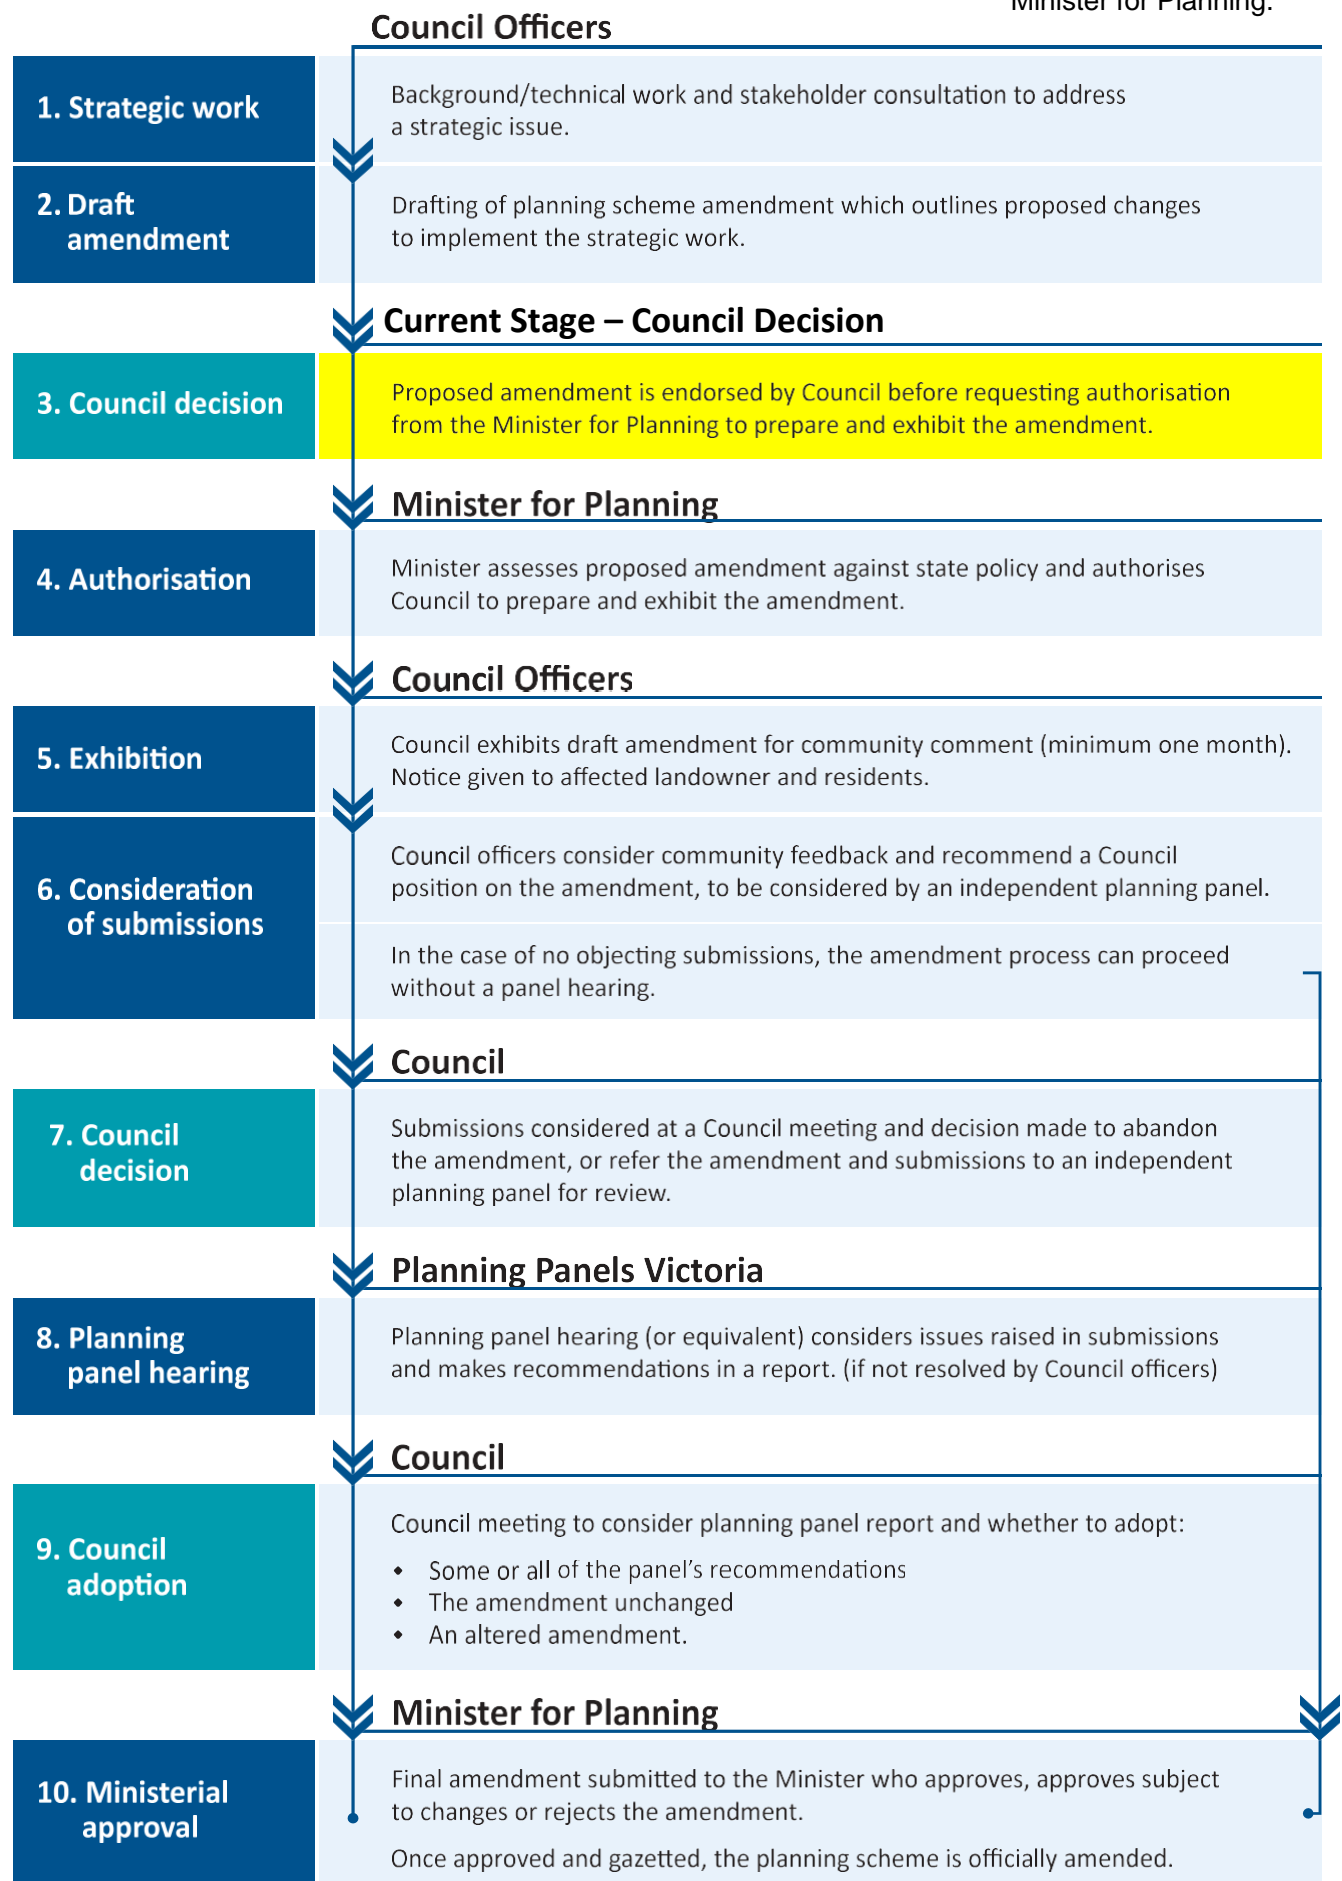 Minister for Planning.
Council Officers
1. Strategic work
Background/technical work and stakeholder consultation to address
a strategic issue.
2. Draft
amendment
Drafting of planning scheme amendment which outlines proposed changes
to implement the strategic work.
Current Stage – Council Decision
3. Council decision
Proposed amendment is endorsed by Council before requesting authorisation
from the Minister for Planning to prepare and exhibit the amendment.
Minister for Planning
4. Authorisation
Minister assesses proposed amendment against state policy and authorises
Council to prepare and exhibit the amendment.
Council Officers
5. Exhibition
Council exhibits draft amendment for community comment (minimum one month).
Notice given to affected landowner and residents.
6. Consideration
of submissions
Council officers consider community feedback and recommend a Council
position on the amendment, to be considered by an independent planning panel.
In the case of no objecting submissions, the amendment process can proceed
without a panel hearing.
Council
7. Council
decision
Submissions considered at a Council meeting and decision made to abandon
the amendment, or refer the amendment and submissions to an independent
planning panel for review.
Planning Panels Victoria
8. Planning
panel hearing
Planning panel hearing (or equivalent) considers issues raised in submissions
and makes recommendations in a report. (if not resolved by Council officers)
Council
9. Council
adoption
Council meeting to consider planning panel report and whether to adopt:
• Some or all of the panel's recommendations
• The amendment unchanged
• An altered amendment.
Minister for Planning
10. Ministerial
approval
Final amendment submitted to the Minister who approves, approves subject
to changes or rejects the amendment.
Once approved and gazetted, the planning scheme is officially amended.